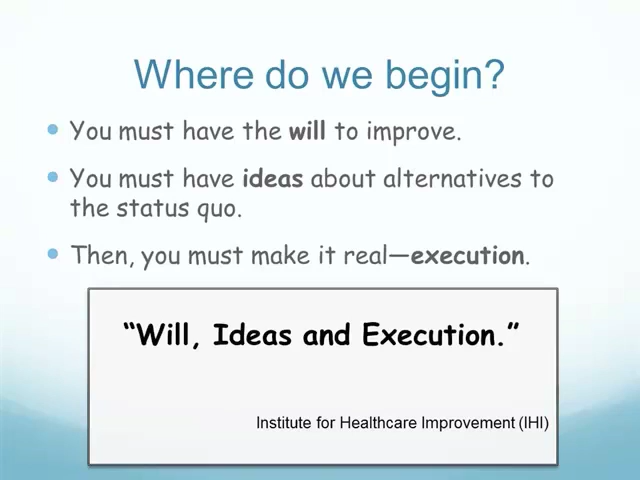 Where do we begin?
You must have the will to improve.
You must have ideas about alternatives to
the status quo.
Then, you must make it real—execution.
“Will, Ideas and Execution.”
Institute for Healthcare Improvement (IHI)